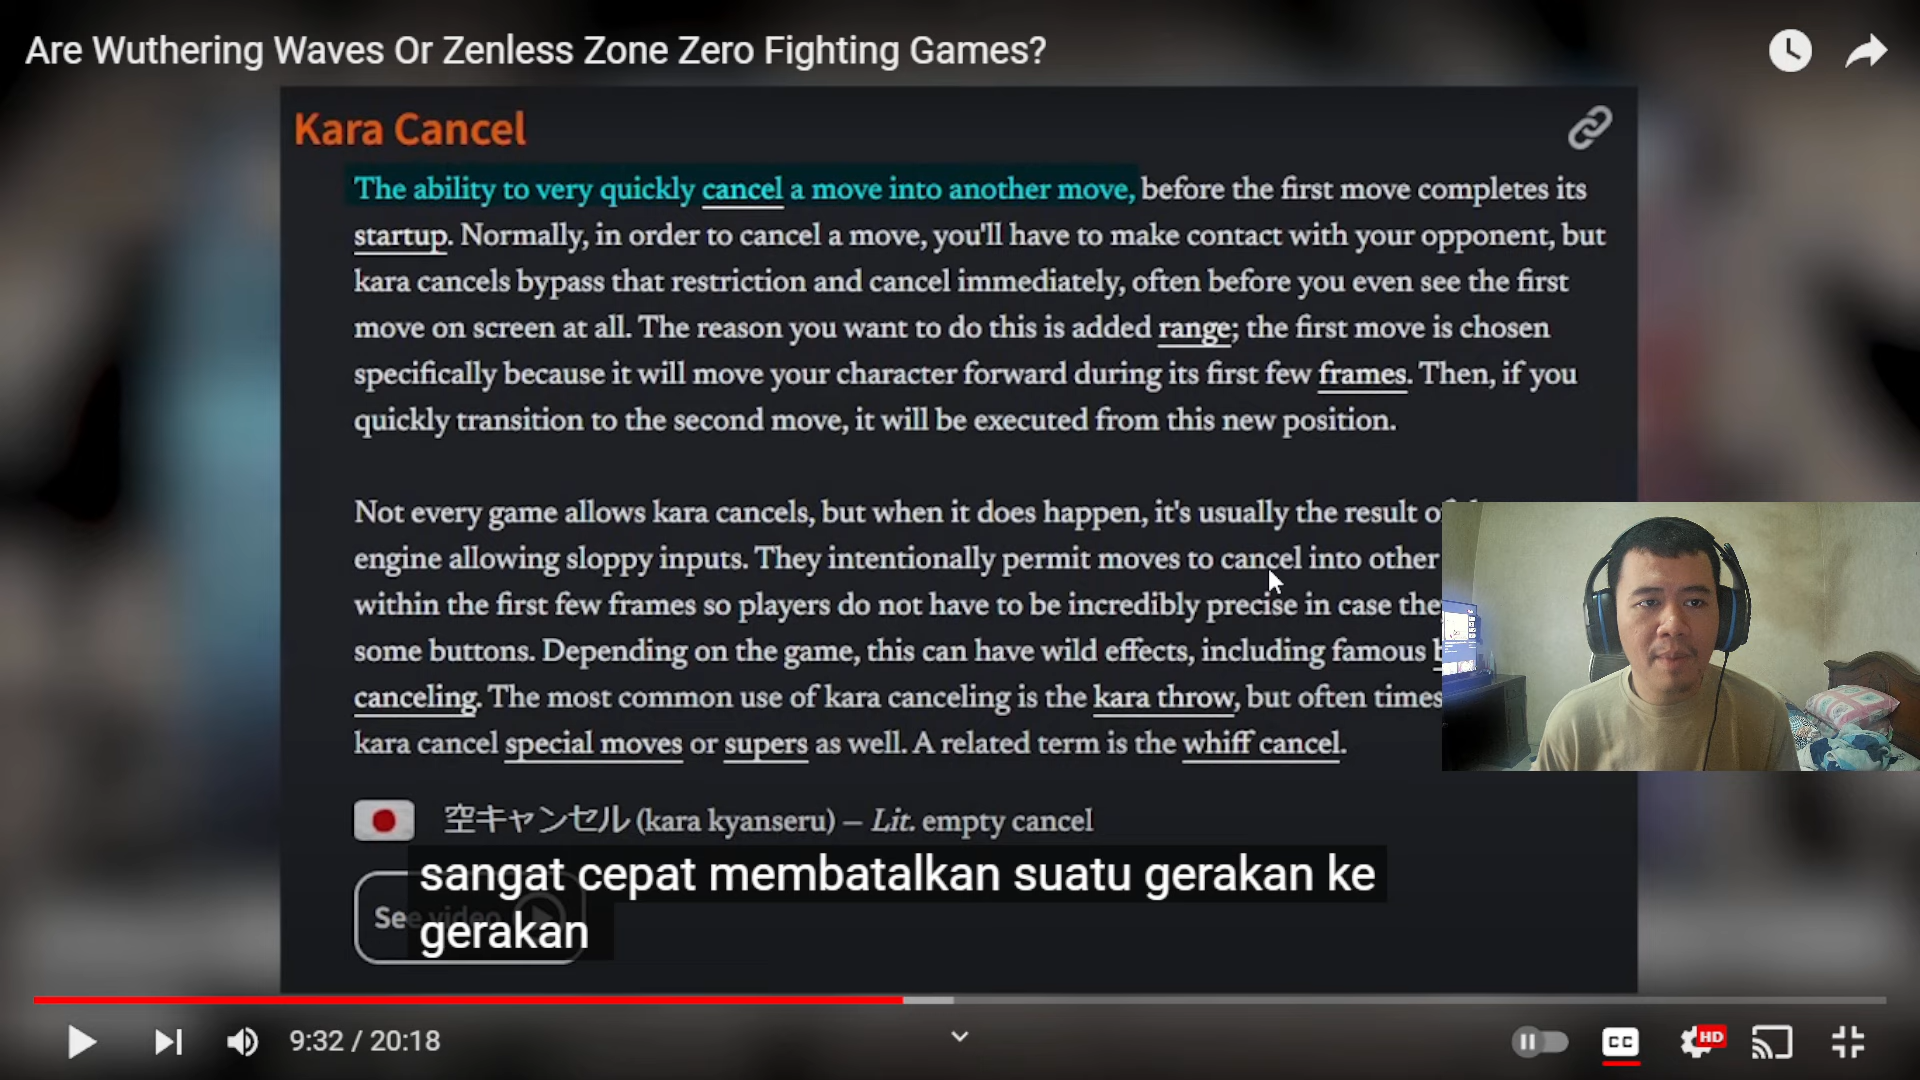 Are Wuthering Waves Or Zenless Zone Zero Fighting Games?
Kara Cancel
The ability to very quickly cancel a move into another move, before the first move completes its
startup. Normally, in order to cancel a move, you'll have to make contact with your opponent, but
kara cancels bypass that restriction and cancel immediately, often before you even see the first
move on screen at all. The reason you want to do this is added range; the first move is chosen
specifically because it will move your character forward during its first few frames. Then, if you
quickly transition to the second move, it will be executed from this new position.
Not every game allows kara cancels, but when it does happen, it's usually the result
engine allowing sloppy inputs. They intentionally permit moves to cancel into other
within the first few frames so players do not have to be incredibly precise in case
some buttons. Depending on the game, this can have wild effects, including famous
canceling. The most common use of kara canceling is the kara throw, but often times
kara cancel special moves or supers as well. A related term is the whiff cancel.
空キャンセル (kara kyanseru) – Lit. empty cancel
sangat cepat membatalkan suatu gerakan ke
See video
gerakan
9:32 / 20:18
CC
HD